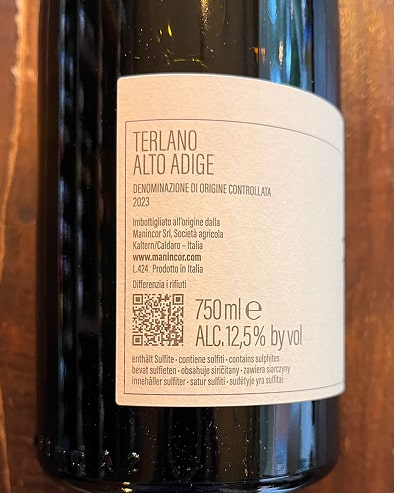 TERLANO
ALTO ADIGE
DENOMINAZIONE DI ORIGINE CONTROLLATA
2023
Imbottigliato all'origine dalla
Manincor Srl, Società agricola
Kaltern/Caldaro – Italia
www.manincor.com
L.424 Prodotto in Italia
Differenzia i rifiuti
750 ml e
ALC. 12,5% by vol
enthält Sulfite • contiene solfiti • contains sulphites
bevat sulfieten • obsahuje siričitany • zawiera siarczyny
innehåller sulfiter • satur sulfiti • sudėtyje yra sulfitai